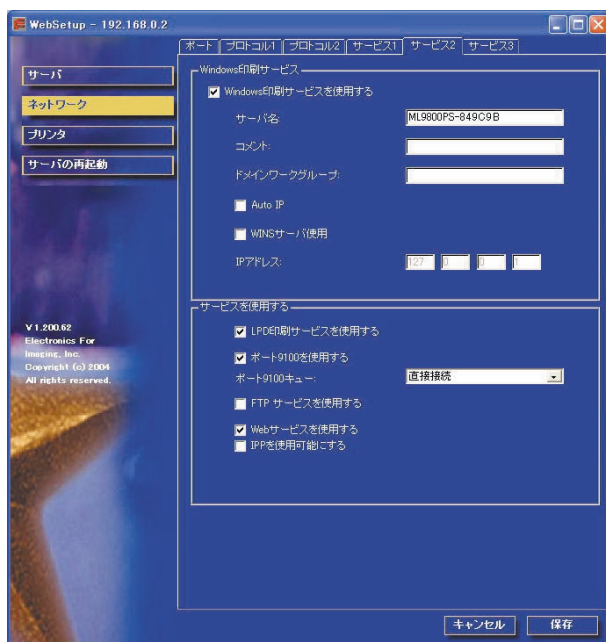 WebSetup - 192.168.0.2
サーバ
ネットワーク
プリンタ
サーバの再起動
V 1.200.62
Electronics For
Imaging, Inc.
Copyright (c) 2004
All rights reserved.
ポート プロトコル1 プロトコル2 サービス1 サービス2 サービス3
Windows印刷サービス
Windows印刷サービスを使用する
サーバ名: ML9800PS-849C9B
コメント:
ドメインワークグループ:
Auto IP
WINSサーバ使用
IPアドレス: 127 0 0 1
サービスを使用する
LPD印刷サービスを使用する
ポート9100を使用する
ポート9100キュー: 直接接続
FTP サービスを使用する
Webサービスを使用する
IPPを使用可能にする
キャンセル 保存